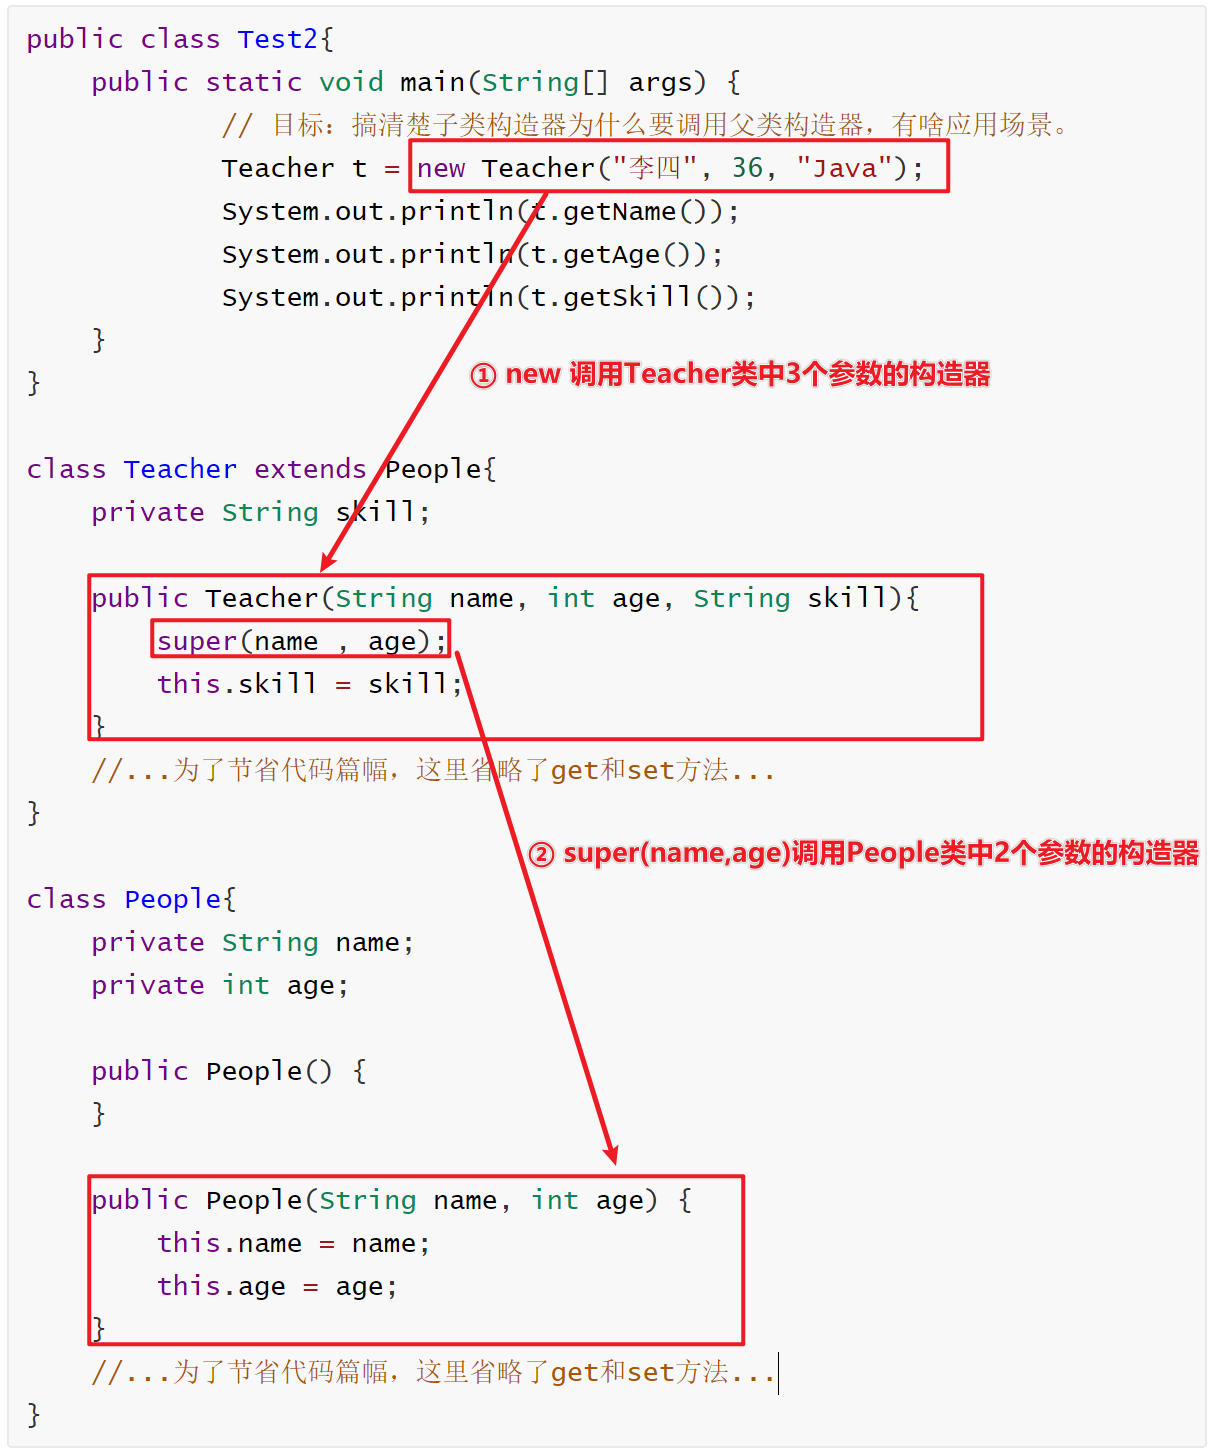 public class Test2{
public static void main(String[] args) {
// 目标：搞清楚子类构造器为什么要调用父类构造器，有啥应用场景。
Teacher t = new Teacher("李四", 36, "Java");
System.out.println(t.getName());
System.out.println(t.getAge());
System.out.println(t.getSkill());
}
① new 调用Teacher类中3个参数的构造器
}
class Teacher extends People{
private String skill;
public Teacher(String name, int age, String skill){
super(name , age);
this.skill = skill;
}
//...为了节省代码篇幅，这里省略了get和set方法...
}
② super(name,age)调用People类中2个参数的构造器
class People{
private String name;
private int age;
public People() {
}
public People(String name, int age) {
this.name = name;
this.age = age;
}
//...为了节省代码篇幅，这里省略了get和set方法...
}